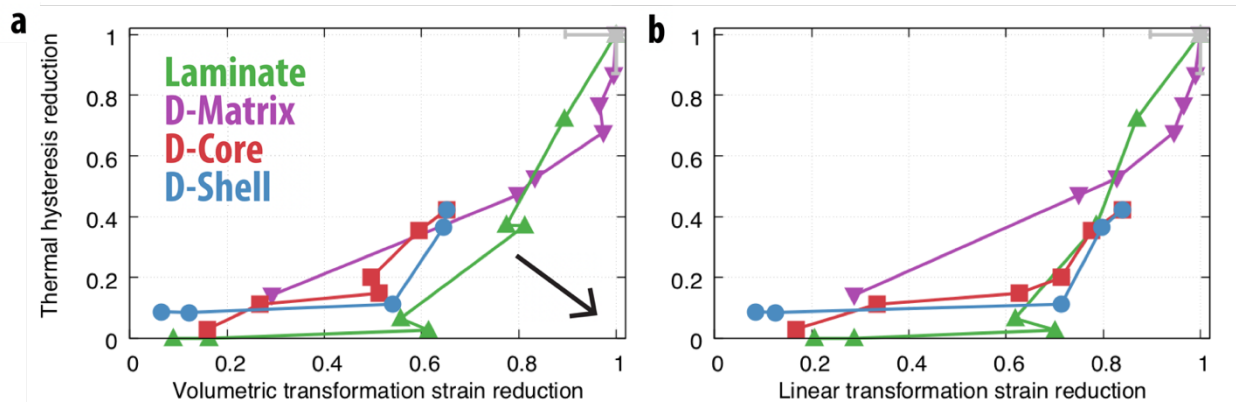 a
Thermal hysteresis reduction
1
0.8
0.6
0.4
0.2
0
Laminate
D-Matrix
D-Core
D-Shell
0 0.2 0.4 0.6 0.8 1
Volumetric transformation strain reduction
b
1
0.8
0.6
0.4
0.2
0
0 0.2 0.4 0.6 0.8 1
Linear transformation strain reduction